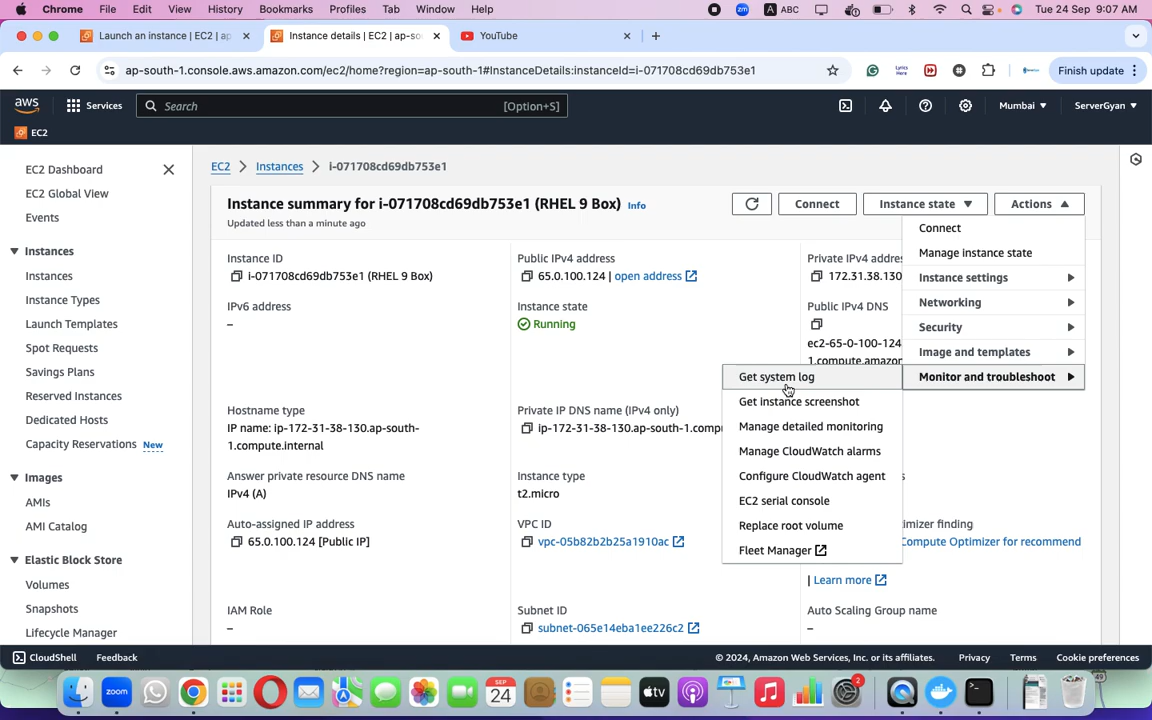 Chrome File Edit View History Bookmarks Profiles Tab Window Help zm A ABC Tue 24 Sep 9:07 AM
Launch an instance | EC2 | ap Instance details | EC2 | ap-so YouTube
ap-south-1.console.aws.amazon.com/ec2/home?region=ap-south-1#InstanceDetails:instanceId=i-071708cd69db753e1 Finish update
aws Services Search [Option+S] Mumbai ServerGyan
EC2
EC2 Dashboard
EC2 Global View
Events
Instances
Instances
Instance Types
Launch Templates
Spot Requests
Savings Plans
Reserved Instances
Dedicated Hosts
Capacity Reservations New
Images
AMIs
AMI Catalog
Elastic Block Store
Volumes
Snapshots
Lifecycle Manager
EC2 Instances i-071708cd69db753e1
Instance summary for i-071708cd69db753e1 (RHEL 9 Box) Info
Updated less than a minute ago
Connect Instance state Actions
Instance ID
i-071708cd69db753e1 (RHEL 9 Box)
IPv6 address
–
Hostname type
IP name: ip-172-31-38-130.ap-south-
1.compute.internal
Answer private resource DNS name
IPv4 (A)
Auto-assigned IP address
65.0.100.124 [Public IP]
IAM Role
–
Public IPv4 address
65.0.100.124 | open address
Instance state
Running
Private IP DNS name (IPv4 only)
ip-172-31-38-130.ap-south-1.compu
Instance type
t2.micro
VPC ID
vpc-05b82b2b25a1910ac
Subnet ID
subnet-065e14eba1ee226c2
Private IPv4 addre
172.31.38.130
Public IPv4 DNS
ec2-65-0-100-124
1.compute.amazon
imizer finding
Compute Optimizer for recommend
| Learn more
Auto Scaling Group name
–
Connect
Manage instance state
Instance settings
Networking
Security
Image and templates
Monitor and troubleshoot
Get system log
Get instance screenshot
Manage detailed monitoring
Manage CloudWatch alarms
Configure CloudWatch agent
EC2 serial console
Replace root volume
Fleet Manager
CloudShell Feedback © 2024, Amazon Web Services, Inc. or its affiliates. Privacy Terms Cookie preferences
zoom SEP 24 tv 2